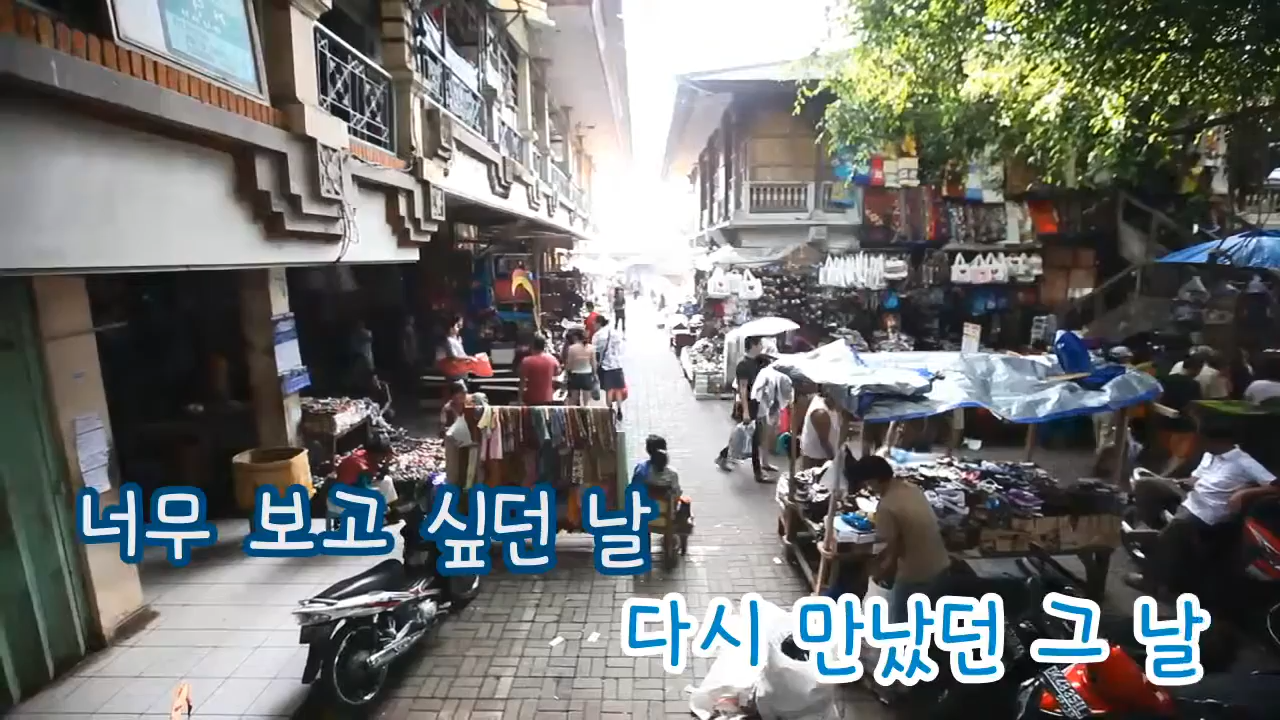 너무 보고 싶던 날
다시 만났던 그 날